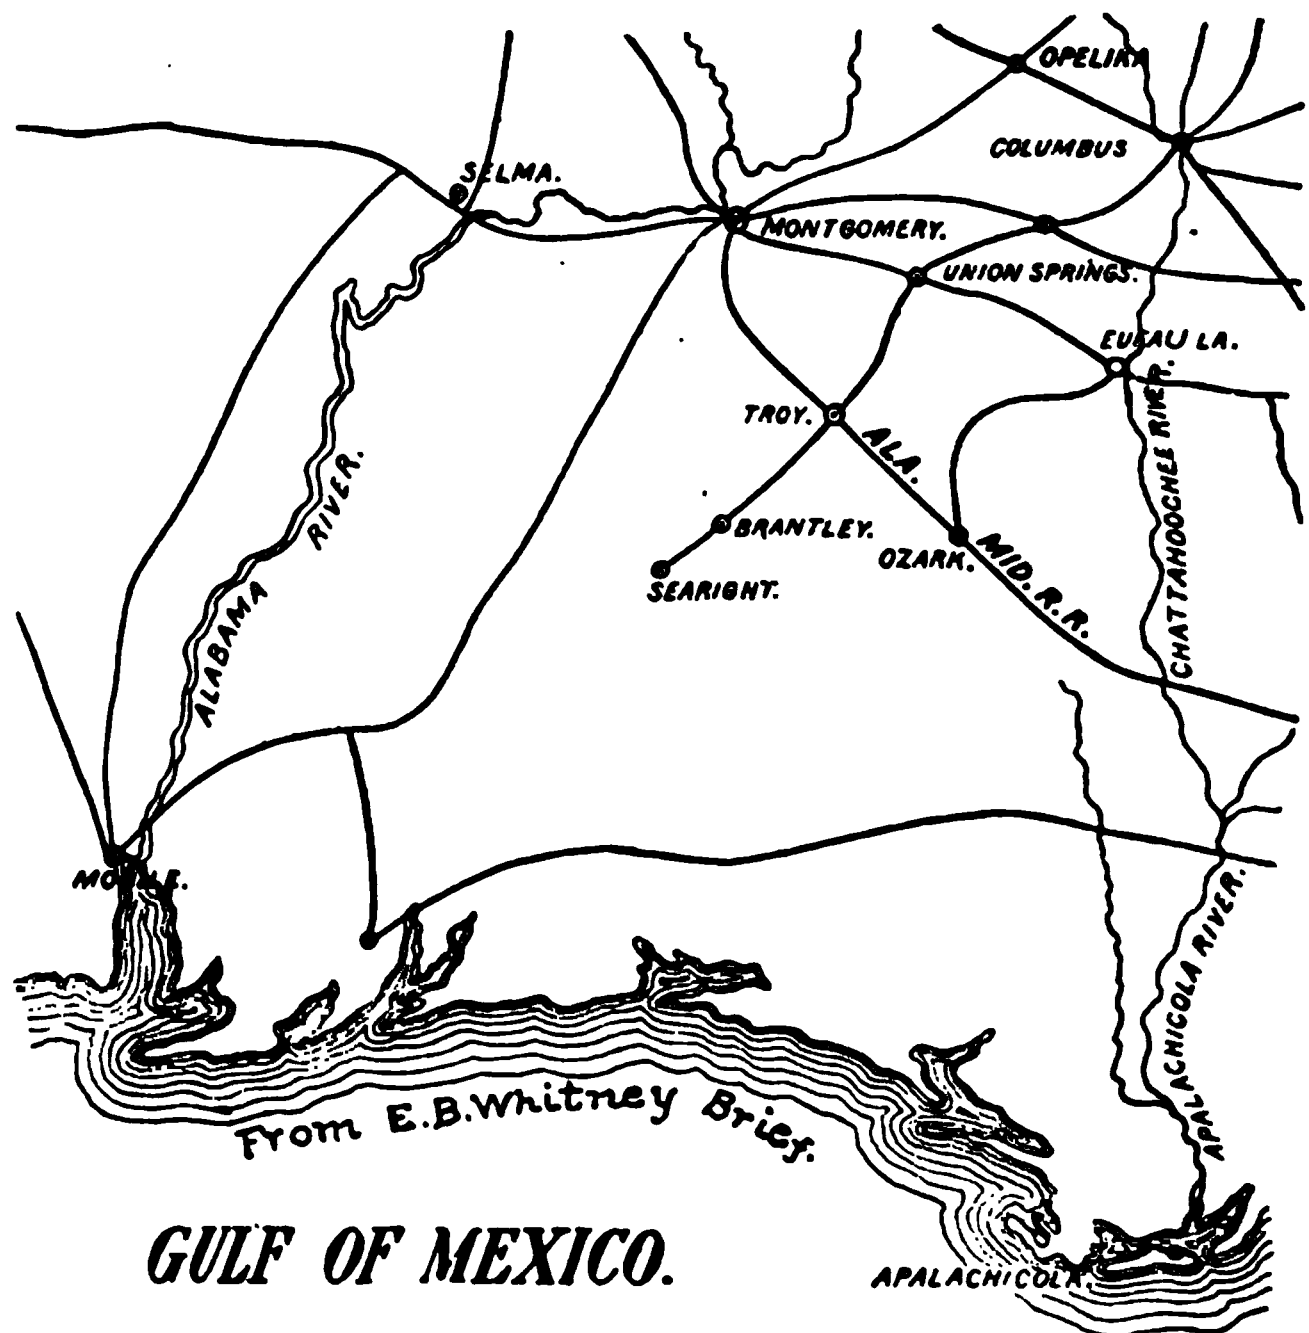 OPELIKA
COLUMBUS
SELMA.
MONTGOMERY.
UNION SPRINGS.
EUFAULA.
TROY.
ALA. MID. R.R.
BRANTLEY.
OZARK.
SEARIGHT.
CHATTAHOOCHEE RIVER.
ALABAMA RIVER.
MOBILE.
APALACHICOLA RIVER.
From E.B.Whitney Brief.
GULF OF MEXICO.
APALACHICOLA.